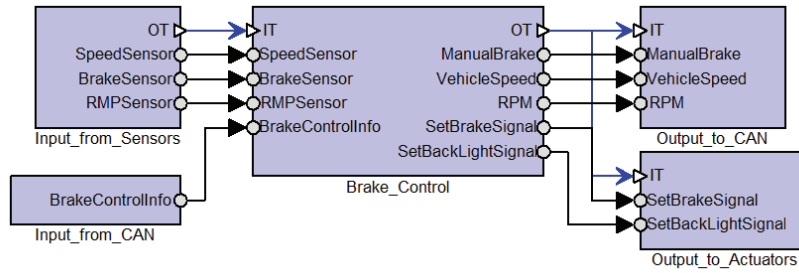 OT
SpeedSensor
BrakeSensor
RMPSensor
Input_from_Sensors
BrakeControlInfo
Input_from_CAN
IT
SpeedSensor
BrakeSensor
RMPSensor
BrakeControlInfo
OT
ManualBrake
VehicleSpeed
RPM
SetBrakeSignal
SetBackLightSignal
Brake_Control
IT
ManualBrake
VehicleSpeed
RPM
Output_to_CAN
IT
SetBrakeSignal
SetBackLightSignal
Output_to_Actuators